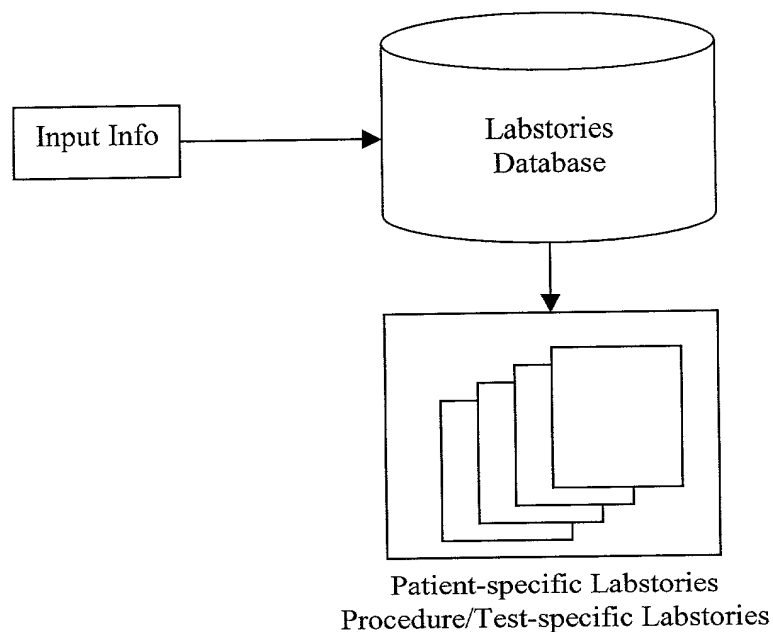 Input Info
Labstories
Database
Patient-specific Labstories
Procedure/Test-specific Labstories